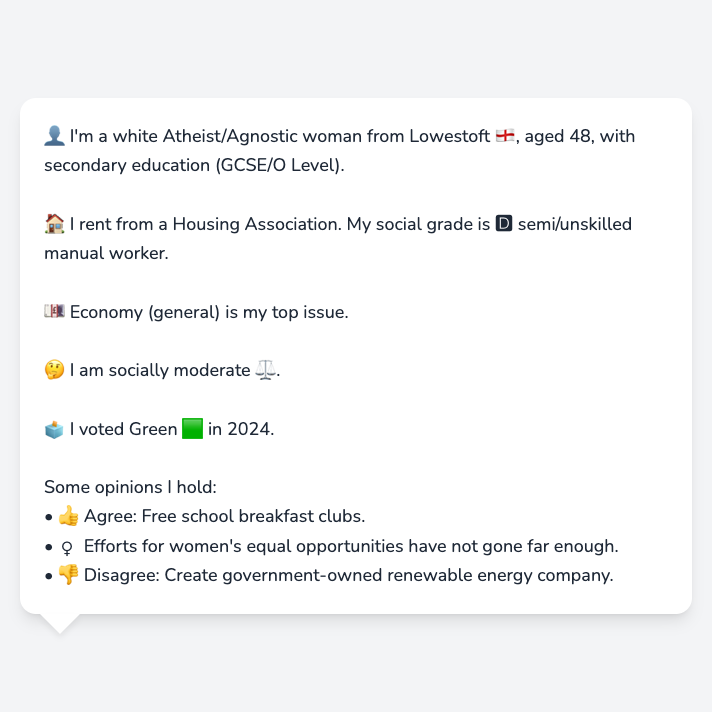 👤 I'm a white Atheist/Agnostic woman from Lowestoft 🏴󠁧󠁢󠁥󠁮󠁧󠁿, aged 48, with
secondary education (GCSE/O Level).
🏠 I rent from a Housing Association. My social grade is 🅳 semi/unskilled
manual worker.
💷 Economy (general) is my top issue.
🤔 I am socially moderate ⚖️.
🗳️ I voted Green 🟩 in 2024.
Some opinions I hold:
• 👍 Agree: Free school breakfast clubs.
• ♀ Efforts for women's equal opportunities have not gone far enough.
• 👎 Disagree: Create government-owned renewable energy company.